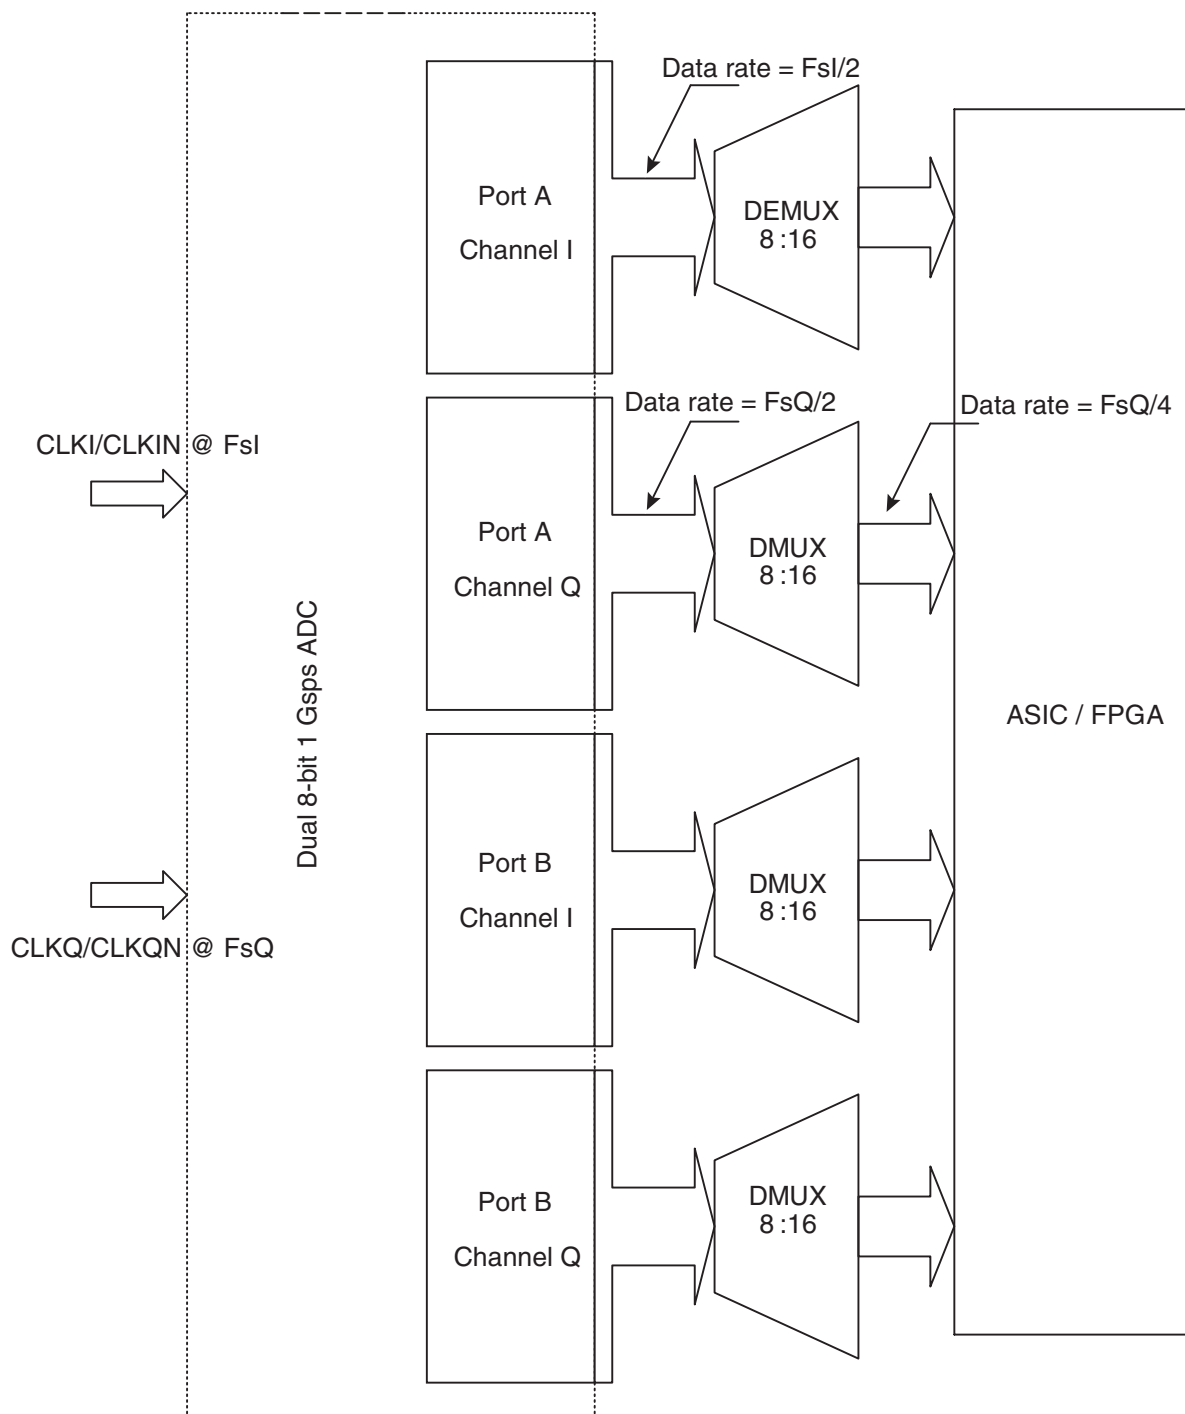 Data rate = FsI/2
Port A
Channel I
DEMUX
8 :16
CLKI/CLKIN @ FsI
Data rate = FsQ/2
Data rate = FsQ/4
Port A
Channel Q
DMUX
8 :16
Dual 8-bit 1 Gsps ADC
ASIC / FPGA
Port B
Channel I
DMUX
8 :16
CLKQ/CLKQN @ FsQ
Port B
Channel Q
DMUX
8 :16